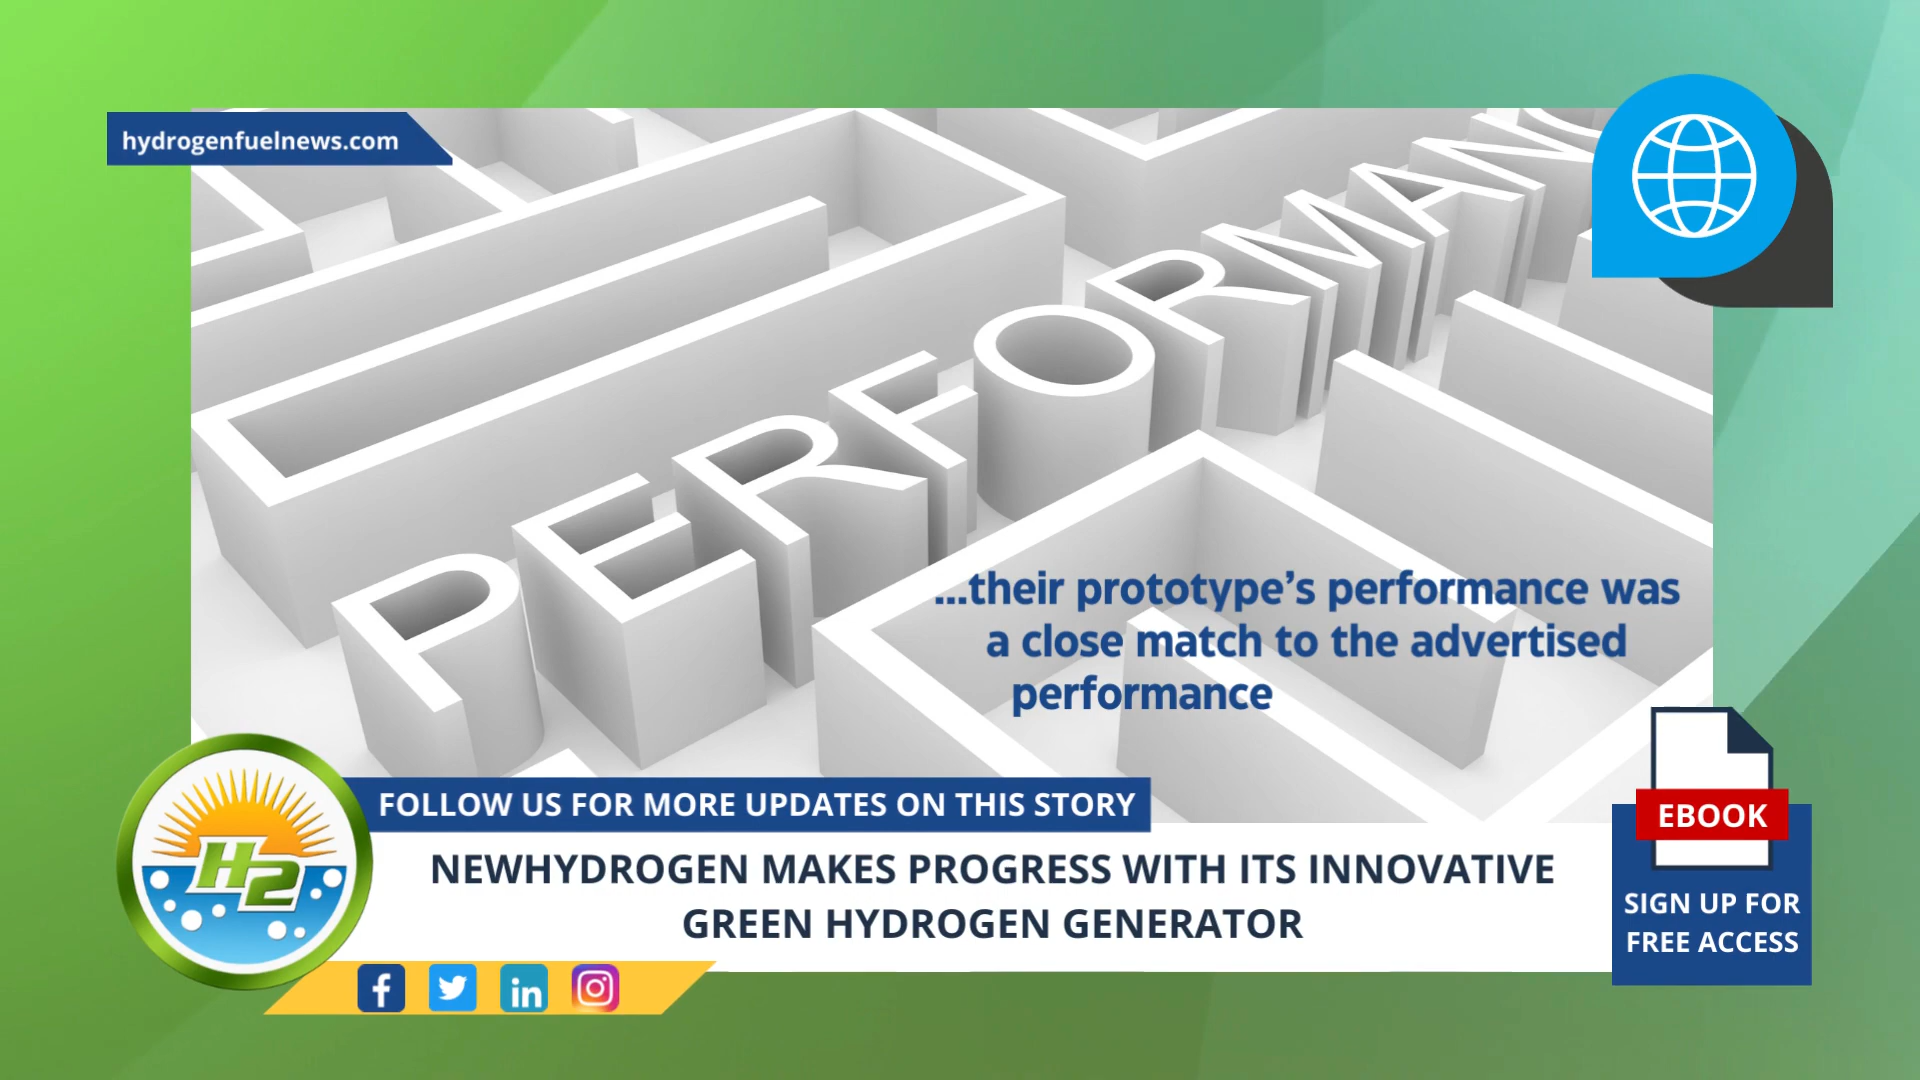 hydrogenfuelnews.com
PERFORMANC
...their prototype’s performance was
a close match to the advertised
performance
FOLLOW US FOR MORE UPDATES ON THIS STORY
H2
NEWHYDROGEN MAKES PROGRESS WITH ITS INNOVATIVE
GREEN HYDROGEN GENERATOR
EBOOK
SIGN UP FOR
FREE ACCESS